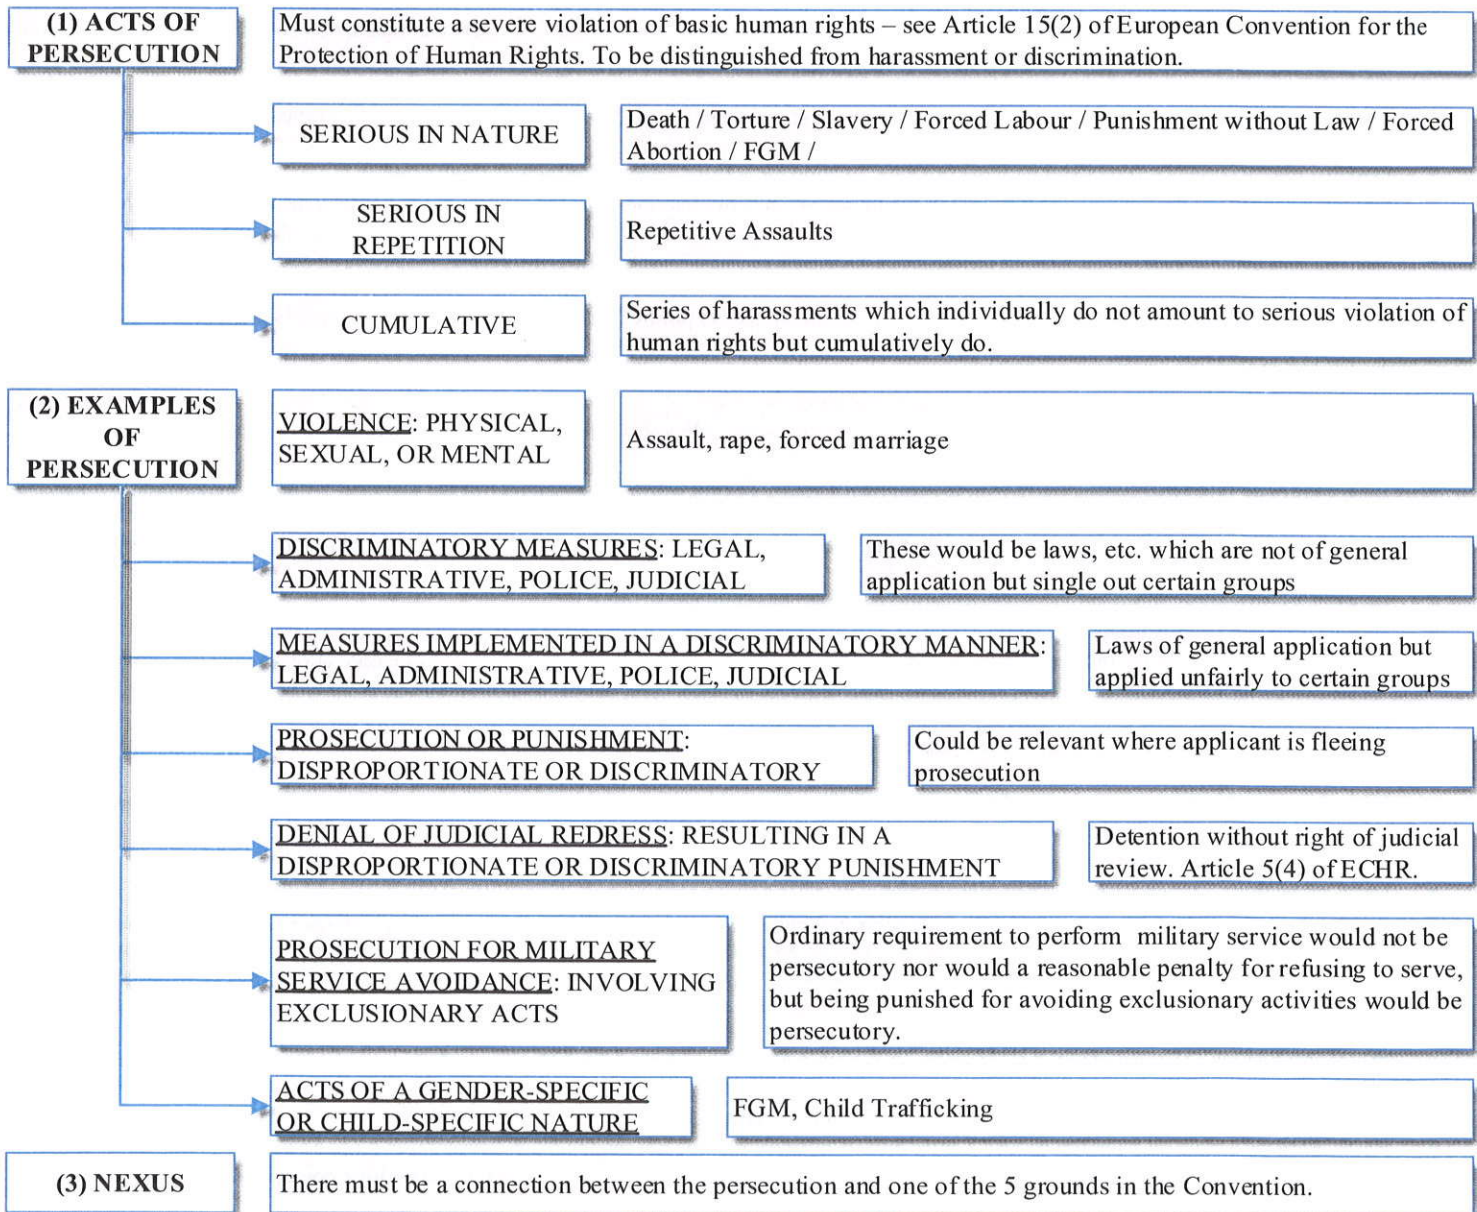 (1) ACTS OF
PERSECUTION
Must constitute a severe violation of basic human rights – see Article 15(2) of European Convention for the
Protection of Human Rights. To be distinguished from harassment or discrimination.
SERIOUS IN NATURE
Death / Torture / Slavery / Forced Labour / Punishment without Law / Forced
Abortion / FGM /
SERIOUS IN
REPETITION
Repetitive Assaults
CUMULATIVE
Series of harassments which individually do not amount to serious violation of
human rights but cumulatively do.
(2) EXAMPLES
OF
PERSECUTION
VIOLENCE: PHYSICAL,
SEXUAL, OR MENTAL
Assault, rape, forced marriage
DISCRIMINATORY MEASURES: LEGAL,
ADMINISTRATIVE, POLICE, JUDICIAL
These would be laws, etc. which are not of general
application but single out certain groups
MEASURES IMPLEMENTED IN A DISCRIMINATORY MANNER:
LEGAL, ADMINISTRATIVE, POLICE, JUDICIAL
Laws of general application but
applied unfairly to certain groups
PROSECUTION OR PUNISHMENT:
DISPROPORTIONATE OR DISCRIMINATORY
Could be relevant where applicant is fleeing
prosecution
DENIAL OF JUDICIAL REDRESS: RESULTING IN A
DISPROPORTIONATE OR DISCRIMINATORY PUNISHMENT
Detention without right of judicial
review. Article 5(4) of ECHR.
PROSECUTION FOR MILITARY
SERVICE AVOIDANCE: INVOLVING
EXCLUSIONARY ACTS
Ordinary requirement to perform military service would not be
persecutory nor would a reasonable penalty for refusing to serve,
but being punished for avoiding exclusionary activities would be
persecutory.
ACTS OF A GENDER-SPECIFIC
OR CHILD-SPECIFIC NATURE
FGM, Child Trafficking
(3) NEXUS
There must be a connection between the persecution and one of the 5 grounds in the Convention.